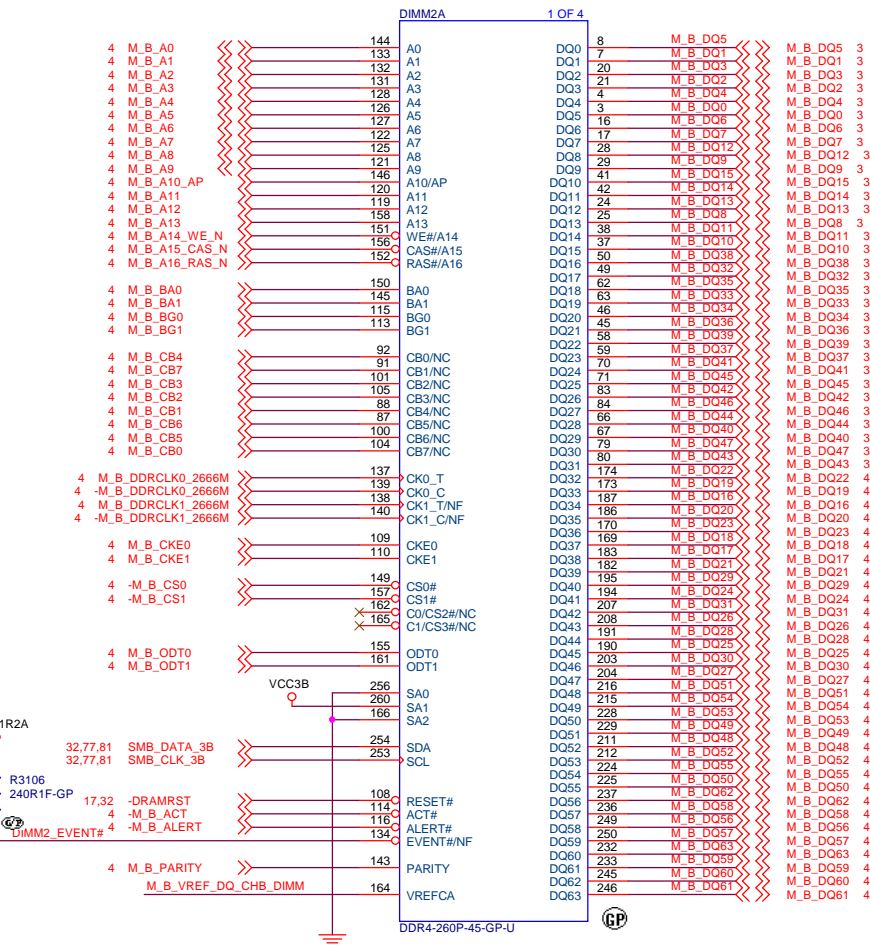 DIMM2A 1 OF 4
4 M_B_A0 144 A0
4 M_B_A1 133 A1
4 M_B_A2 132 A2
4 M_B_A3 131 A3
4 M_B_A4 128 A4
4 M_B_A5 126 A5
4 M_B_A6 127 A6
4 M_B_A7 122 A7
4 M_B_A8 125 A8
4 M_B_A9 121 A9
4 M_B_A10_AP 146 A10/AP
4 M_B_A11 120 A11
4 M_B_A12 119 A12
4 M_B_A13 158 A13
4 M_B_A14_WE_N 151 WE#/A14
4 M_B_A15_CAS_N 156 CAS#/A15
4 M_B_A16_RAS_N 152 RAS#/A16
4 M_B_BA0 150 BA0
4 M_B_BA1 145 BA1
4 M_B_BG0 115 BG0
4 M_B_BG1 113 BG1
4 M_B_CB4 92 CB0/NC
4 M_B_CB7 91 CB1/NC
4 M_B_CB3 101 CB2/NC
4 M_B_CB2 105 CB3/NC
4 M_B_CB1 88 CB4/NC
4 M_B_CB6 87 CB5/NC
4 M_B_CB5 100 CB6/NC
4 M_B_CB0 104 CB7/NC
4 M_B_DDRCLK0_2666M 137 CK0_T
4 -M_B_DDRCLK0_2666M 139 CK0_C
4 M_B_DDRCLK1_2666M 138 CK1_T/NF
4 -M_B_DDRCLK1_2666M 140 CK1_C/NF
4 M_B_CKE0 109 CKE0
4 M_B_CKE1 110 CKE1
4 -M_B_CS0 149 CS0#
4 -M_B_CS1 157 CS1#
162 C0/CS2#/NC
165 C1/CS3#/NC
4 M_B_ODT0 155 ODT0
4 M_B_ODT1 161 ODT1
VCC3B
256 SA0
260 SA1
166 SA2
1R2A
32,77,81 SMB_DATA_3B 254 SDA
32,77,81 SMB_CLK_3B 253 SCL
R3106
240R1F-GP
17,32 -DRAMRST 108 RESET#
4 -M_B_ACT 114 ACT#
4 -M_B_ALERT 116 ALERT#
GP
DIMM2_EVENT# 134 EVENT#/NF
4 M_B_PARITY 143 PARITY
M_B_VREF_DQ_CHB_DIMM 164 VREFCA
DQ0 8 M_B_DQ5 M_B_DQ5 3
DQ1 7 M_B_DQ1 M_B_DQ1 3
DQ2 20 M_B_DQ3 M_B_DQ3 3
DQ3 21 M_B_DQ2 M_B_DQ2 3
DQ4 4 M_B_DQ4 M_B_DQ4 3
DQ5 3 M_B_DQ0 M_B_DQ0 3
DQ6 16 M_B_DQ6 M_B_DQ6 3
DQ7 17 M_B_DQ7 M_B_DQ7 3
DQ8 28 M_B_DQ12 M_B_DQ12 3
DQ9 29 M_B_DQ9 M_B_DQ9 3
DQ10 41 M_B_DQ15 M_B_DQ15 3
DQ11 42 M_B_DQ14 M_B_DQ14 3
DQ12 24 M_B_DQ13 M_B_DQ13 3
DQ13 25 M_B_DQ8 M_B_DQ8 3
DQ14 38 M_B_DQ11 M_B_DQ11 3
DQ15 37 M_B_DQ10 M_B_DQ10 3
DQ16 50 M_B_DQ38 M_B_DQ38 3
DQ17 49 M_B_DQ32 M_B_DQ32 3
DQ18 62 M_B_DQ35 M_B_DQ35 3
DQ19 63 M_B_DQ33 M_B_DQ33 3
DQ20 46 M_B_DQ34 M_B_DQ34 3
DQ21 45 M_B_DQ36 M_B_DQ36 3
DQ22 58 M_B_DQ39 M_B_DQ39 3
DQ23 59 M_B_DQ37 M_B_DQ37 3
DQ24 70 M_B_DQ41 M_B_DQ41 3
DQ25 71 M_B_DQ45 M_B_DQ45 3
DQ26 83 M_B_DQ42 M_B_DQ42 3
DQ27 84 M_B_DQ46 M_B_DQ46 3
DQ28 66 M_B_DQ44 M_B_DQ44 3
DQ29 67 M_B_DQ40 M_B_DQ40 3
DQ30 79 M_B_DQ47 M_B_DQ47 3
DQ31 80 M_B_DQ43 M_B_DQ43 3
DQ32 174 M_B_DQ22 M_B_DQ22 4
DQ33 173 M_B_DQ19 M_B_DQ19 4
DQ34 187 M_B_DQ16 M_B_DQ16 4
DQ35 186 M_B_DQ20 M_B_DQ20 4
DQ36 170 M_B_DQ23 M_B_DQ23 4
DQ37 169 M_B_DQ18 M_B_DQ18 4
DQ38 183 M_B_DQ17 M_B_DQ17 4
DQ39 182 M_B_DQ21 M_B_DQ21 4
DQ40 195 M_B_DQ29 M_B_DQ29 4
DQ41 194 M_B_DQ24 M_B_DQ24 4
DQ42 207 M_B_DQ31 M_B_DQ31 4
DQ43 208 M_B_DQ26 M_B_DQ26 4
DQ44 191 M_B_DQ28 M_B_DQ28 4
DQ45 190 M_B_DQ25 M_B_DQ25 4
DQ46 203 M_B_DQ30 M_B_DQ30 4
DQ47 204 M_B_DQ27 M_B_DQ27 4
DQ48 216 M_B_DQ51 M_B_DQ51 4
DQ49 215 M_B_DQ54 M_B_DQ54 4
DQ50 228 M_B_DQ53 M_B_DQ53 4
DQ51 229 M_B_DQ49 M_B_DQ49 4
DQ52 211 M_B_DQ48 M_B_DQ48 4
DQ53 212 M_B_DQ52 M_B_DQ52 4
DQ54 224 M_B_DQ55 M_B_DQ55 4
DQ55 225 M_B_DQ50 M_B_DQ50 4
DQ56 237 M_B_DQ62 M_B_DQ62 4
DQ57 236 M_B_DQ58 M_B_DQ58 4
DQ58 249 M_B_DQ56 M_B_DQ56 4
DQ59 250 M_B_DQ57 M_B_DQ57 4
DQ60 232 M_B_DQ63 M_B_DQ63 4
DQ61 233 M_B_DQ59 M_B_DQ59 4
DQ62 245 M_B_DQ60 M_B_DQ60 4
DQ63 246 M_B_DQ61 M_B_DQ61 4
DDR4-260P-45-GP-U
GP